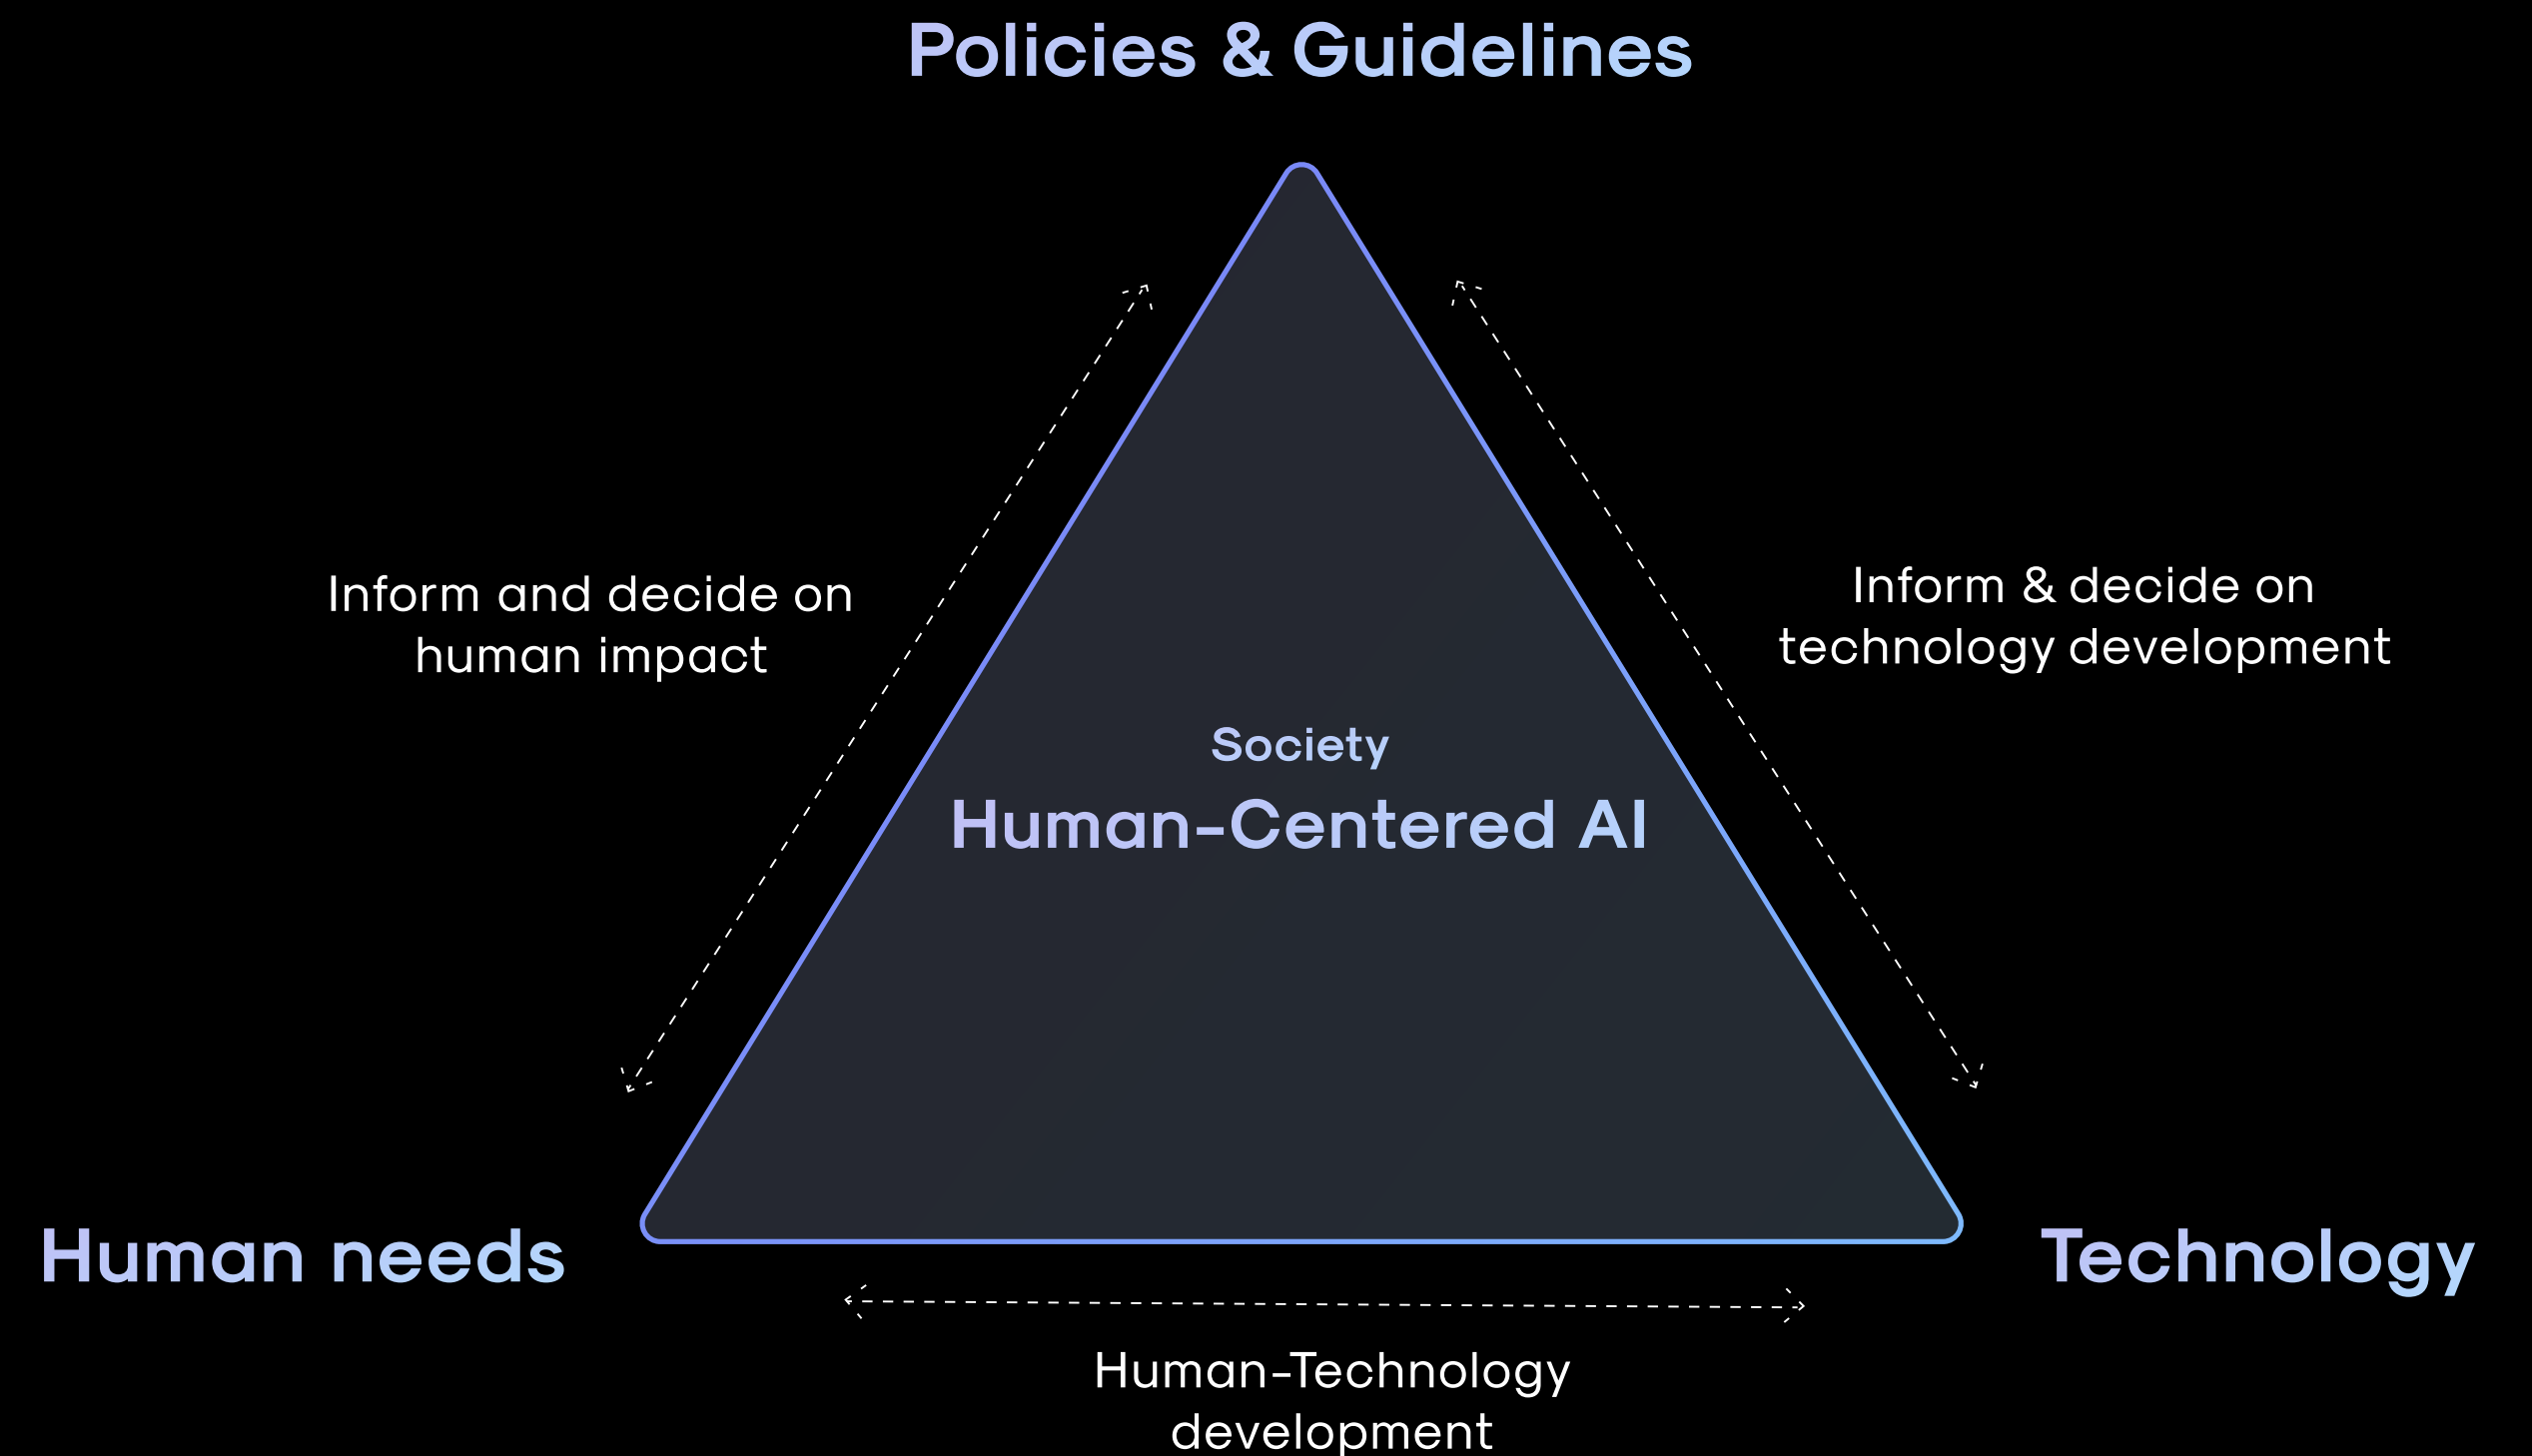 Policies & Guidelines
Inform and decide on
human impact
Inform & decide on
technology development
Society
Human-Centered AI
Human needs
Technology
Human-Technology
development